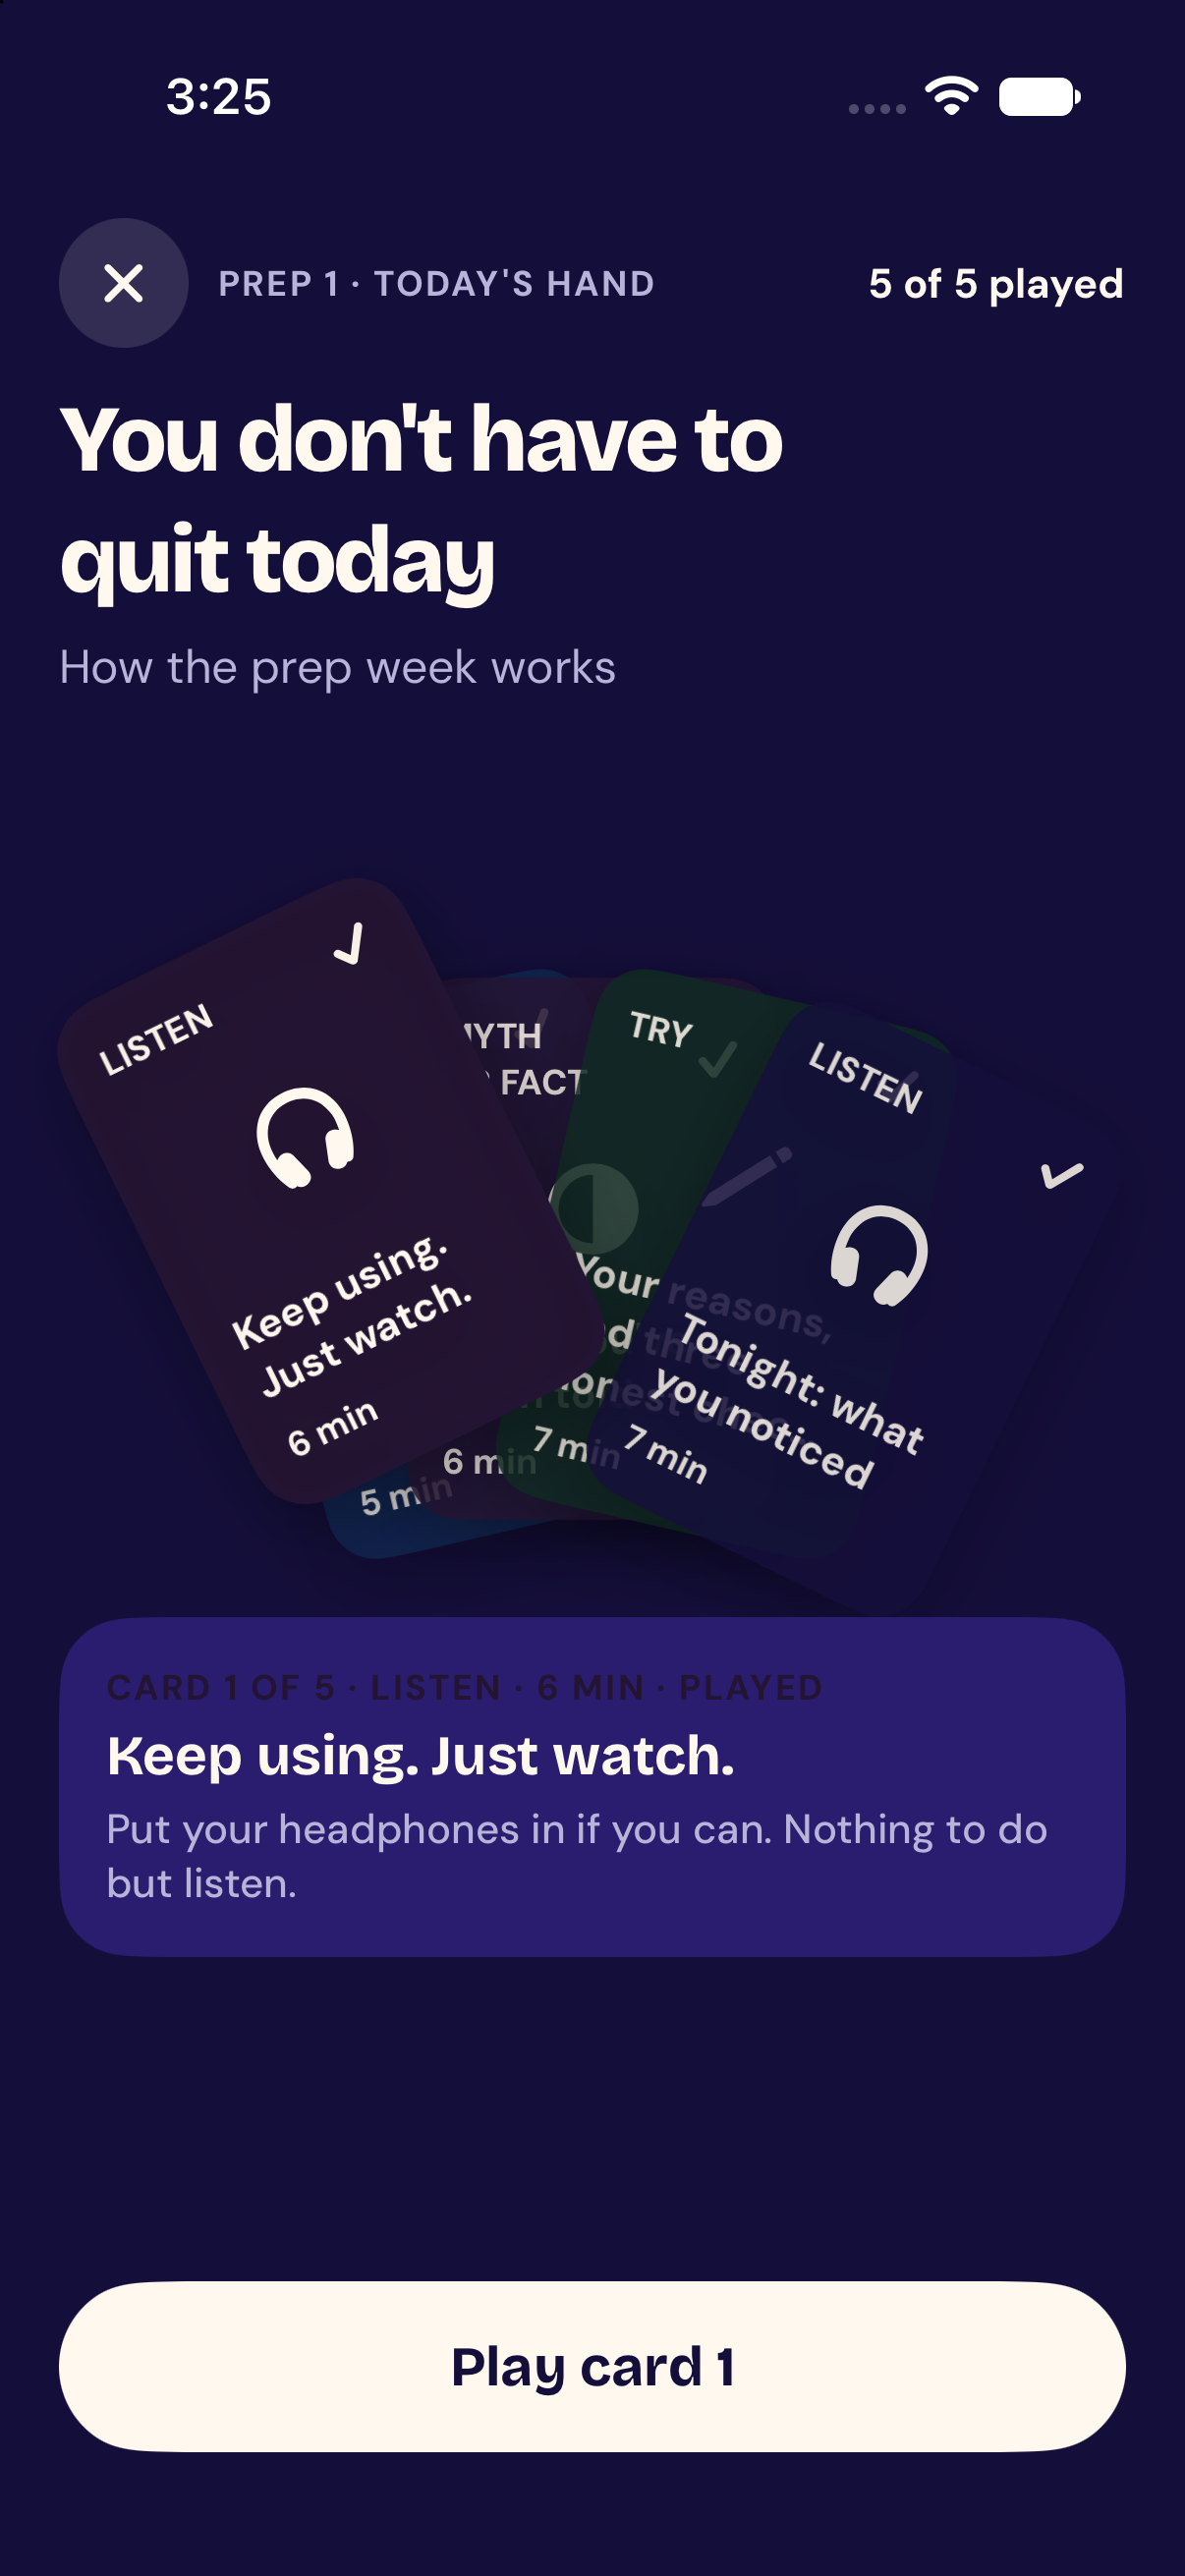 3:25
PREP 1 · TODAY'S HAND
5 of 5 played
You don't have to
quit today
How the prep week works
LISTEN
Keep using.
Just watch.
6 min
FACT
6 min
5 min
TRY
Your reasons,
7 min
LISTEN
Tonight: what
you noticed
7 min
CARD 1 OF 5 · LISTEN · 6 MIN · PLAYED
Keep using. Just watch.
Put your headphones in if you can. Nothing to do
but listen.
Play card 1